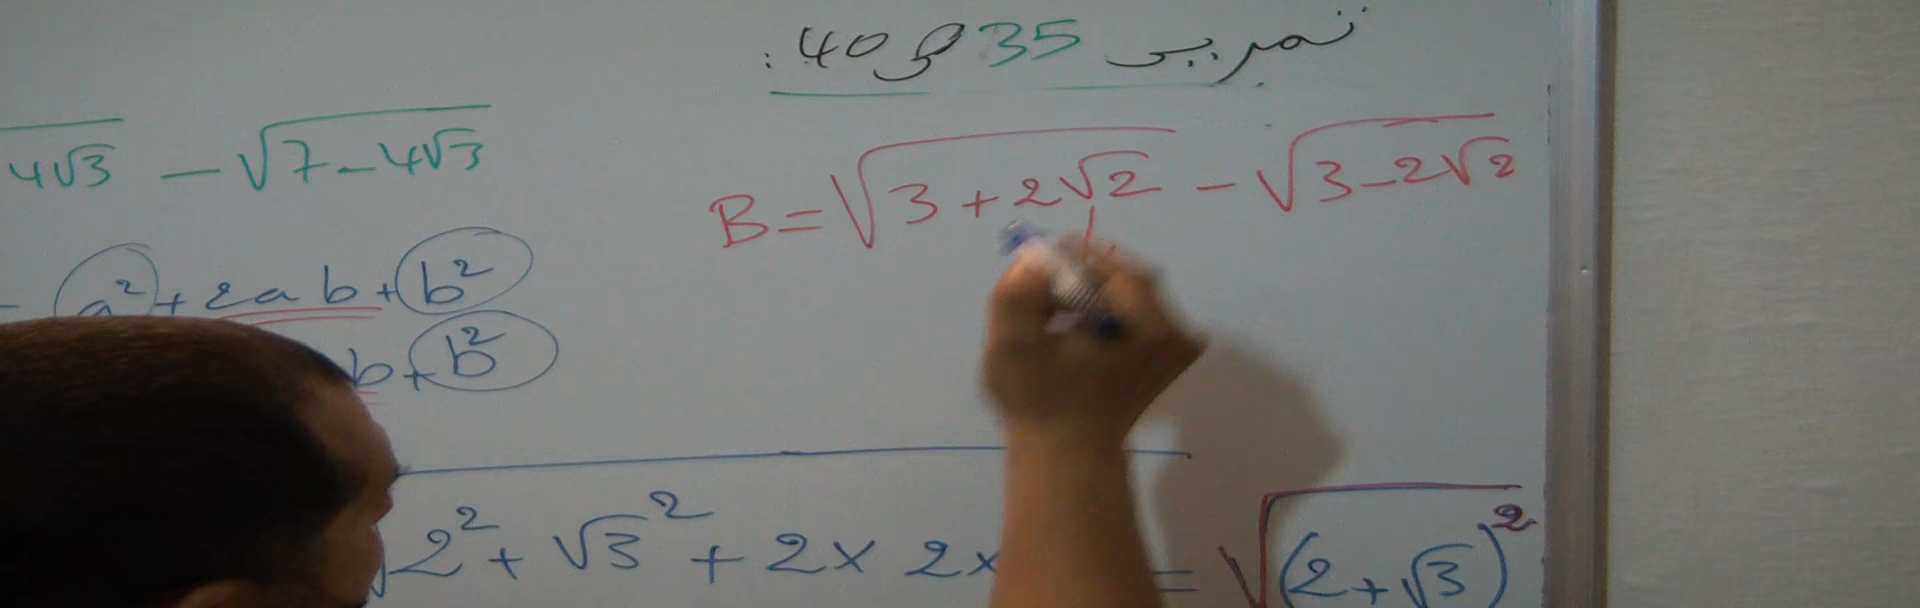 تمرين 35 ص 40 :
4√3 − √7 − 4√3
B = √3 + 2√2 − √3 − 2√2
a² + 2ab + b²
b + b²
2² + √3² + 2 × 2 × = √(2 + √3)²